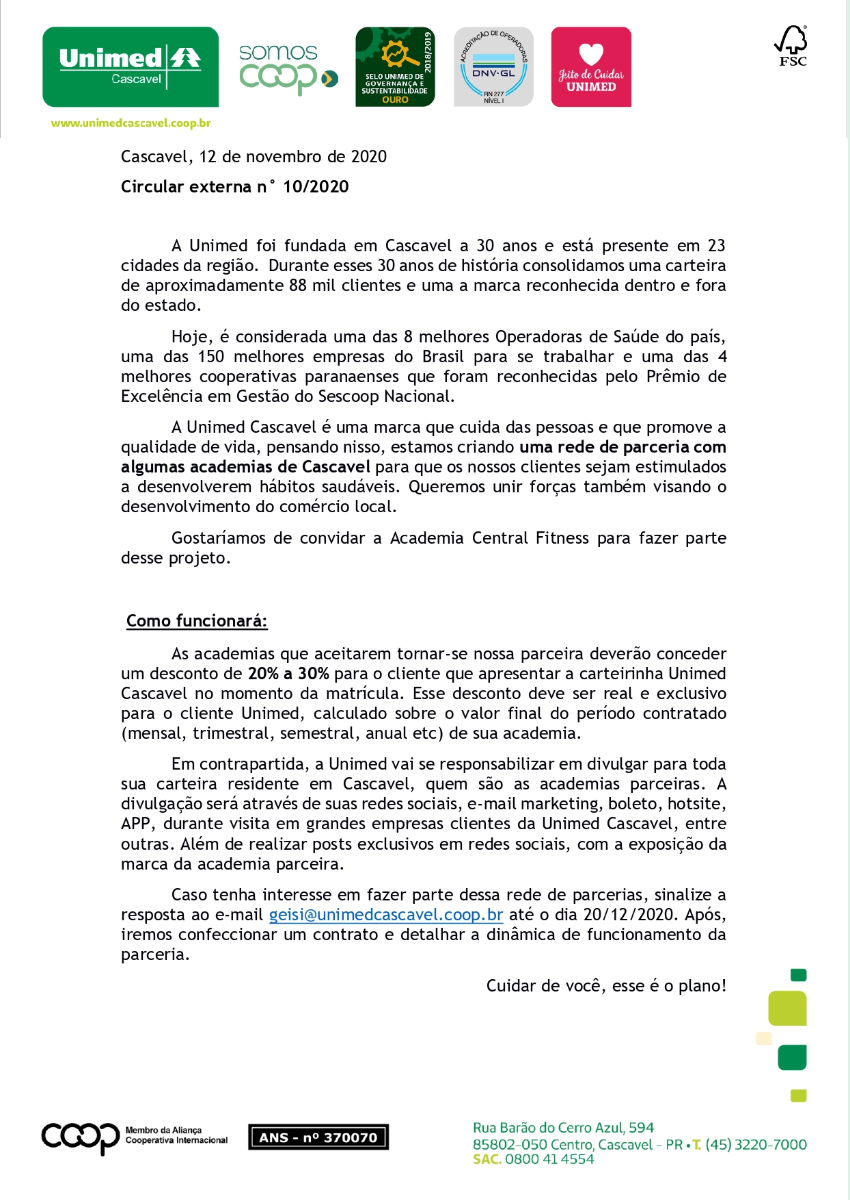 Unimed
Cascavel
somos
coop
SELO UNIMED DE
GOVERNANÇA E
SUSTENTABILIDADE
OURO
2018/2019
ACREDITAÇÃO DE OPERADORAS
DNV·GL
RN 277
NÍVEL I
Jeito de Cuidar
UNIMED
FSC
www.unimedcascavel.coop.br
Cascavel, 12 de novembro de 2020
Circular externa n° 10/2020
A Unimed foi fundada em Cascavel a 30 anos e está presente em 23
cidades da região. Durante esses 30 anos de história consolidamos uma carteira
de aproximadamente 88 mil clientes e uma a marca reconhecida dentro e fora
do estado.
Hoje, é considerada uma das 8 melhores Operadoras de Saúde do país,
uma das 150 melhores empresas do Brasil para se trabalhar e uma das 4
melhores cooperativas paranaenses que foram reconhecidas pelo Prêmio de
Excelência em Gestão do Sescoop Nacional.
A Unimed Cascavel é uma marca que cuida das pessoas e que promove a
qualidade de vida, pensando nisso, estamos criando uma rede de parceria com
algumas academias de Cascavel para que os nossos clientes sejam estimulados
a desenvolverem hábitos saudáveis. Queremos unir forças também visando o
desenvolvimento do comércio local.
Gostaríamos de convidar a Academia Central Fitness para fazer parte
desse projeto.
Como funcionará:
As academias que aceitarem tornar-se nossa parceira deverão conceder
um desconto de 20% a 30% para o cliente que apresentar a carteirinha Unimed
Cascavel no momento da matrícula. Esse desconto deve ser real e exclusivo
para o cliente Unimed, calculado sobre o valor final do período contratado
(mensal, trimestral, semestral, anual etc) de sua academia.
Em contrapartida, a Unimed vai se responsabilizar em divulgar para toda
sua carteira residente em Cascavel, quem são as academias parceiras. A
divulgação será através de suas redes sociais, e-mail marketing, boleto, hotsite,
APP, durante visita em grandes empresas clientes da Unimed Cascavel, entre
outras. Além de realizar posts exclusivos em redes sociais, com a exposição da
marca da academia parceira.
Caso tenha interesse em fazer parte dessa rede de parcerias, sinalize a
resposta ao e-mail geisi@unimedcascavel.coop.br até o dia 20/12/2020. Após,
iremos confeccionar um contrato e detalhar a dinâmica de funcionamento da
parceria.
Cuidar de você, esse é o plano!
coop
Membro da Aliança
Cooperativa Internacional
ANS - nº 370070
Rua Barão do Cerro Azul, 594
85802-050 Centro, Cascavel - PR • T. (45) 3220-7000
SAC. 0800 41 4554